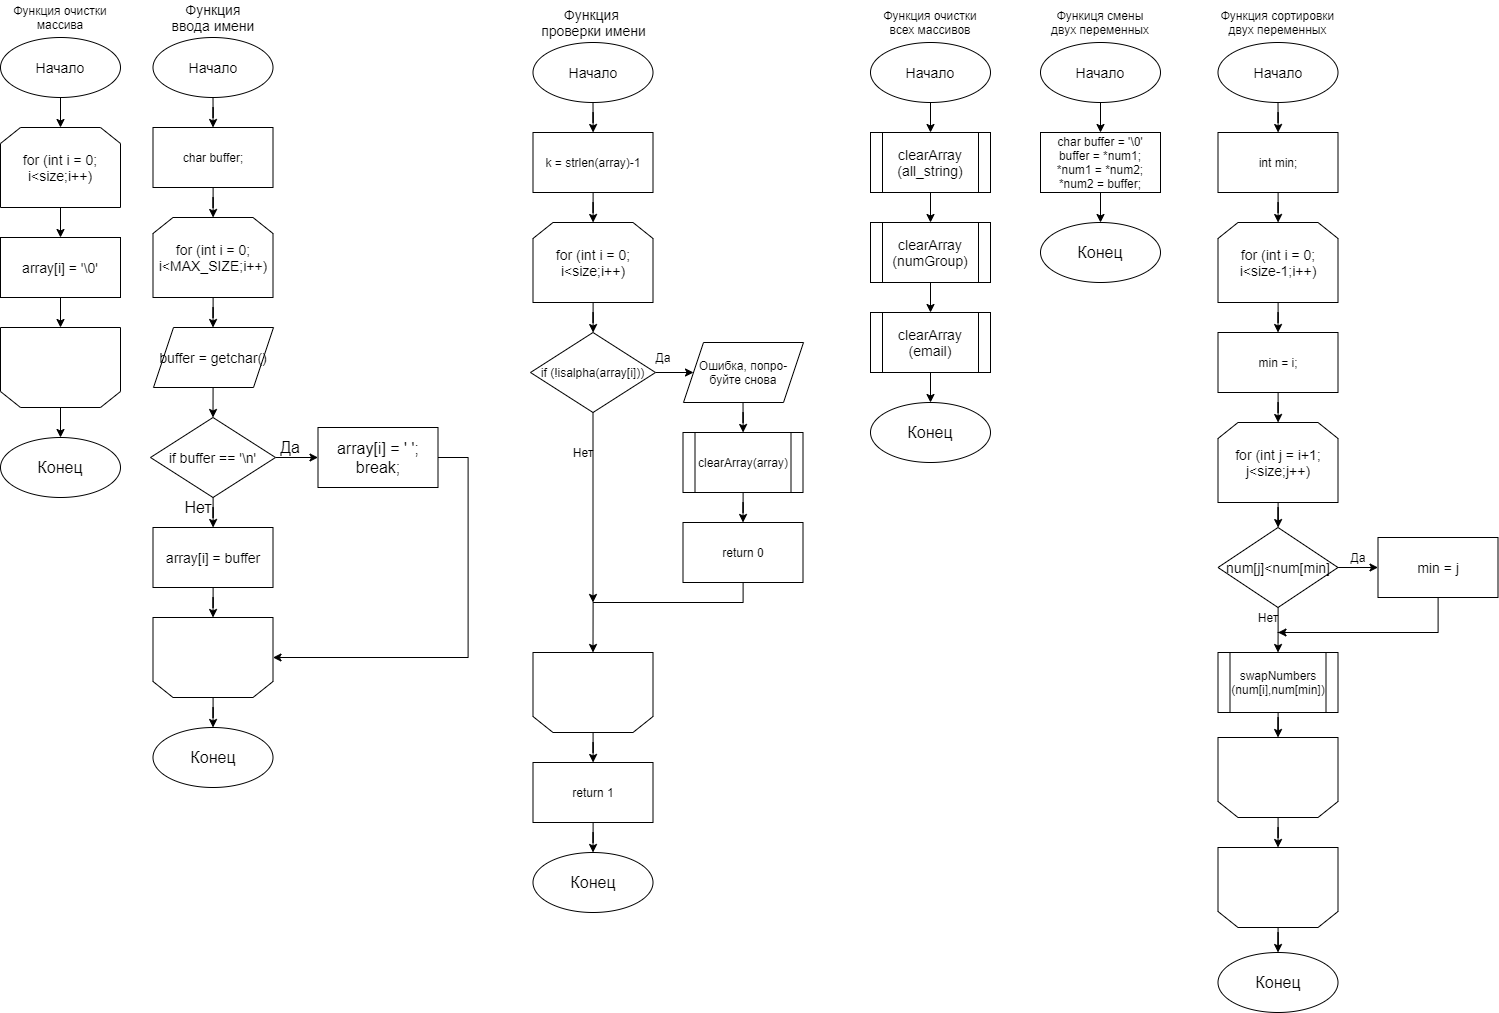 Функция очистки
массива
Начало
for (int i = 0;
i<size;i++)
array[i] = '\0'
Конец
Функция
ввода имени
Начало
char buffer;
for (int i = 0;
i<MAX_SIZE;i++)
buffer = getchar()
if buffer == '\n'
Да
array[i] = ' ';
break;
Нет
array[i] = buffer
Конец
Функция
проверки имени
Начало
k = strlen(array)-1
for (int i = 0;
i<size;i++)
if (!isalpha(array[i]))
Да
Ошибка, попро-
буйте снова
clearArray(array)
return 0
Нет
return 1
Конец
Функция очистки
всех массивов
Начало
clearArray
(all_string)
clearArray
(numGroup)
clearArray
(email)
Конец
Функиця смены
двух переменных
Начало
char buffer = '\0'
buffer = *num1;
*num1 = *num2;
*num2 = buffer;
Конец
Функция сортировки
двух переменных
Начало
int min;
for (int i = 0;
i<size-1;i++)
min = i;
for (int j = i+1;
j<size;j++)
num[j]<num[min]
Да
min = j
Нет
swapNumbers
(num[i],num[min])
Конец